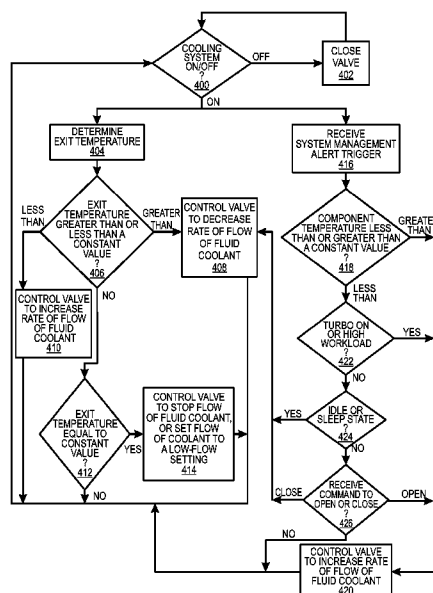 COOLING
SYSTEM
ON/OFF
?
400
OFF
CLOSE
VALVE
402
ON
DETERMINE
EXIT TEMPERATURE
404
RECEIVE
SYSTEM MANAGEMENT
ALERT TRIGGER
416
LESS
THAN
EXIT
TEMPERATURE
GREATER THAN OR
LESS THAN A
CONSTANT
VALUE
?
406
GREATER
THAN
NO
CONTROL VALVE
TO DECREASE
RATE OF FLOW
OF FLUID
COOLANT
408
COMPONENT
TEMPERATURE LESS
THAN OR GREATER THAN
A CONSTANT VALUE
?
418
GREATER
THAN
LESS
THAN
CONTROL VALVE
TO INCREASE
RATE OF FLOW
OF FLUID
COOLANT
410
TURBO ON
OR HIGH
WORKLOAD
?
422
YES
NO
EXIT
TEMPERATURE
EQUAL TO
CONSTANT
VALUE
?
412
YES
NO
CONTROL VALVE
TO STOP FLOW
OF FLUID COOLANT,
OR SET FLOW
OF COOLANT TO
A LOW-FLOW
SETTING
414
YES
IDLE OR
SLEEP STATE
?
424
NO
CLOSE
RECEIVE
COMMAND TO
OPEN OR CLOSE
?
426
OPEN
NO
CONTROL VALVE
TO INCREASE RATE
OF FLOW OF
FLUID COOLANT
420